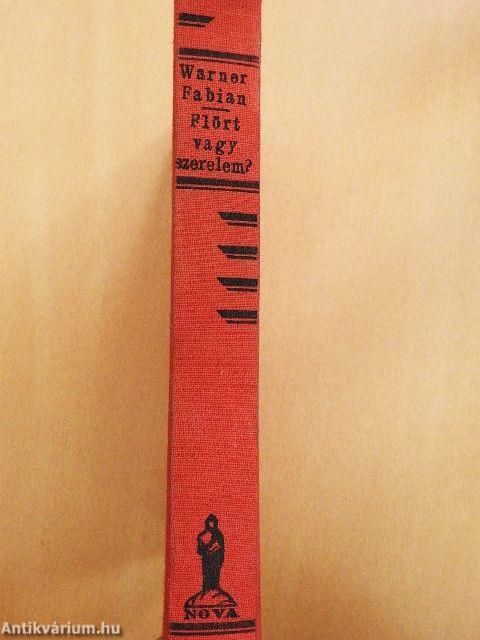 Warner
Fabian
Flört
vagy
szerelem?
NOVA
Antikvárium.hu